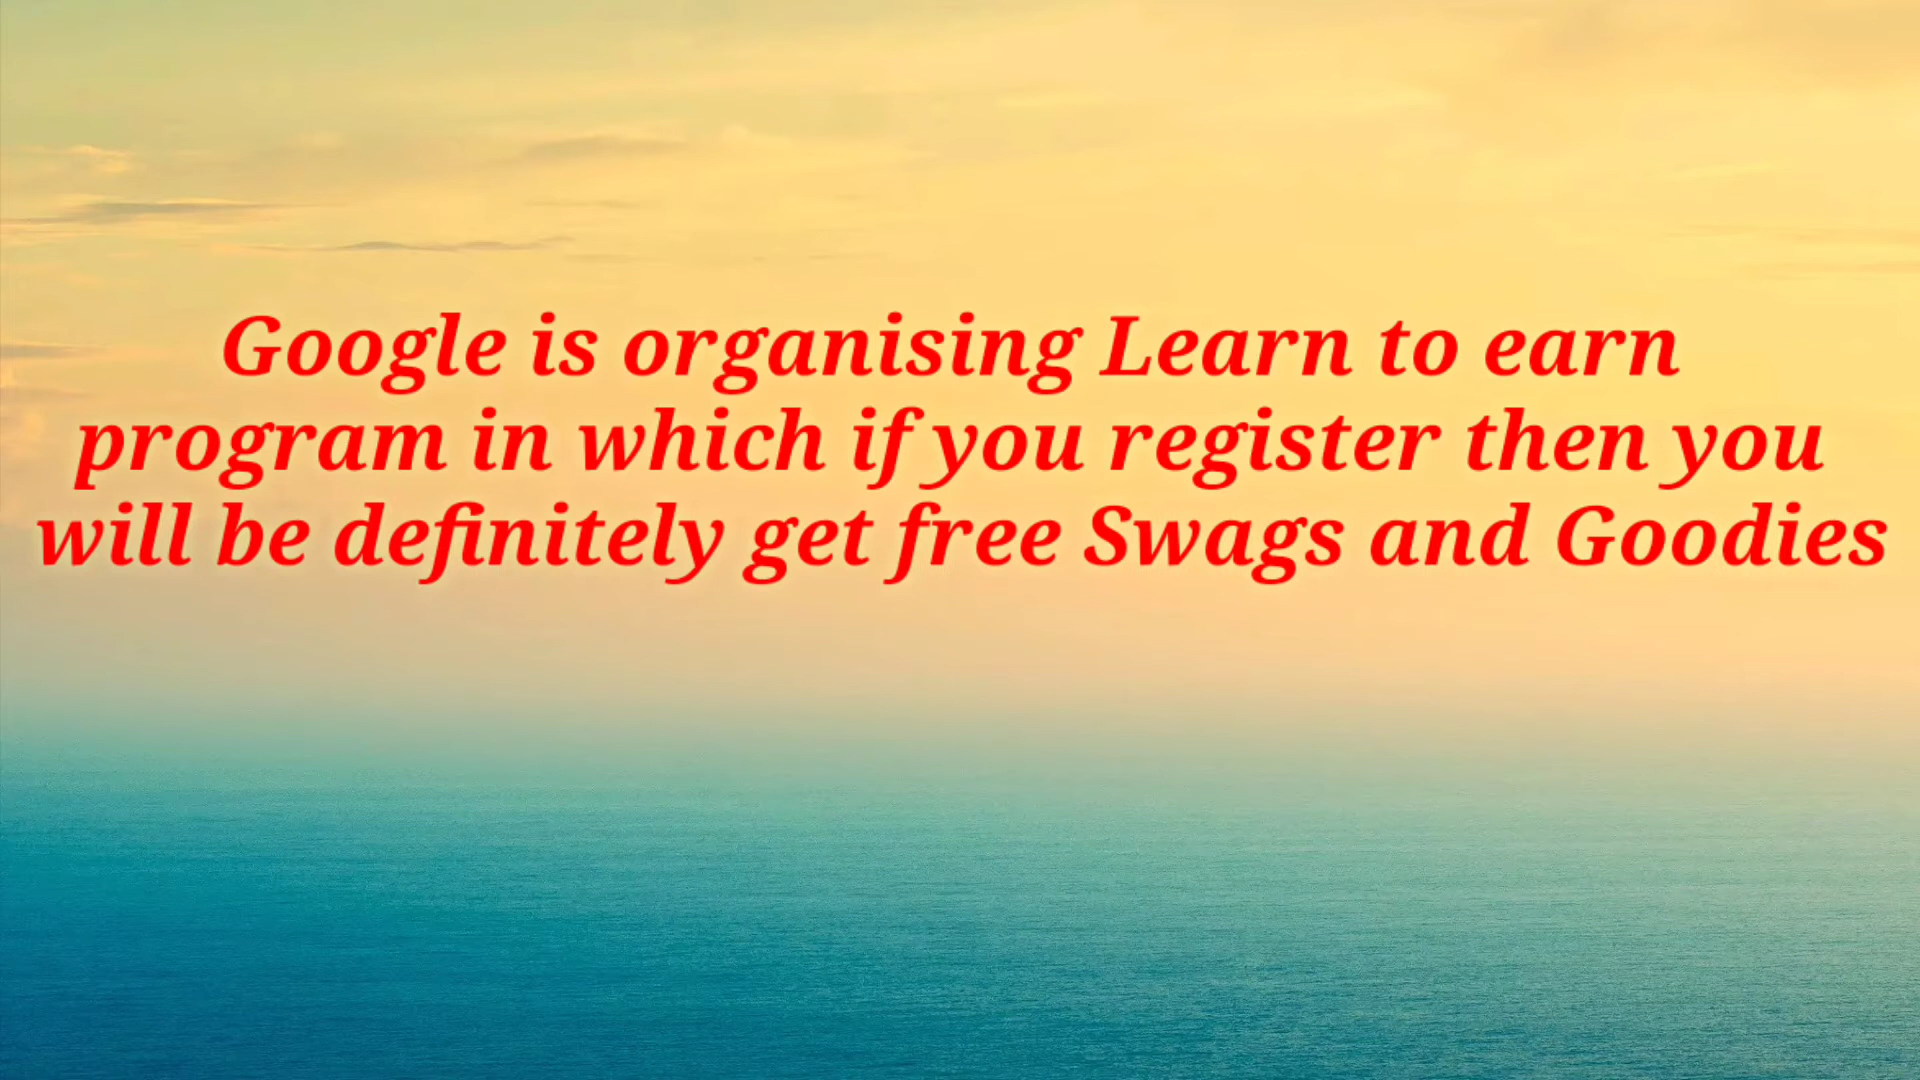 Google is organising Learn to earn
program in which if you register then you
will be definitely get free Swags and Goodies